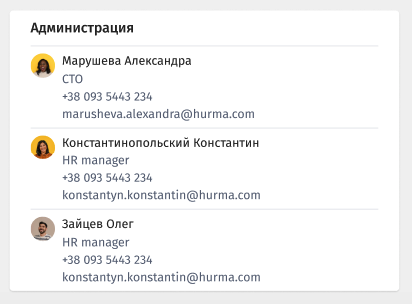 Администрация
Марушева Александра
CTO
+38 093 5443 234
marusheva.alexandra@hurma.com
Константинопольский Константин
HR manager
+38 093 5443 234
konstantyn.konstantin@hurma.com
Зайцев Олег
HR manager
+38 093 5443 234
konstantyn.konstantin@hurma.com